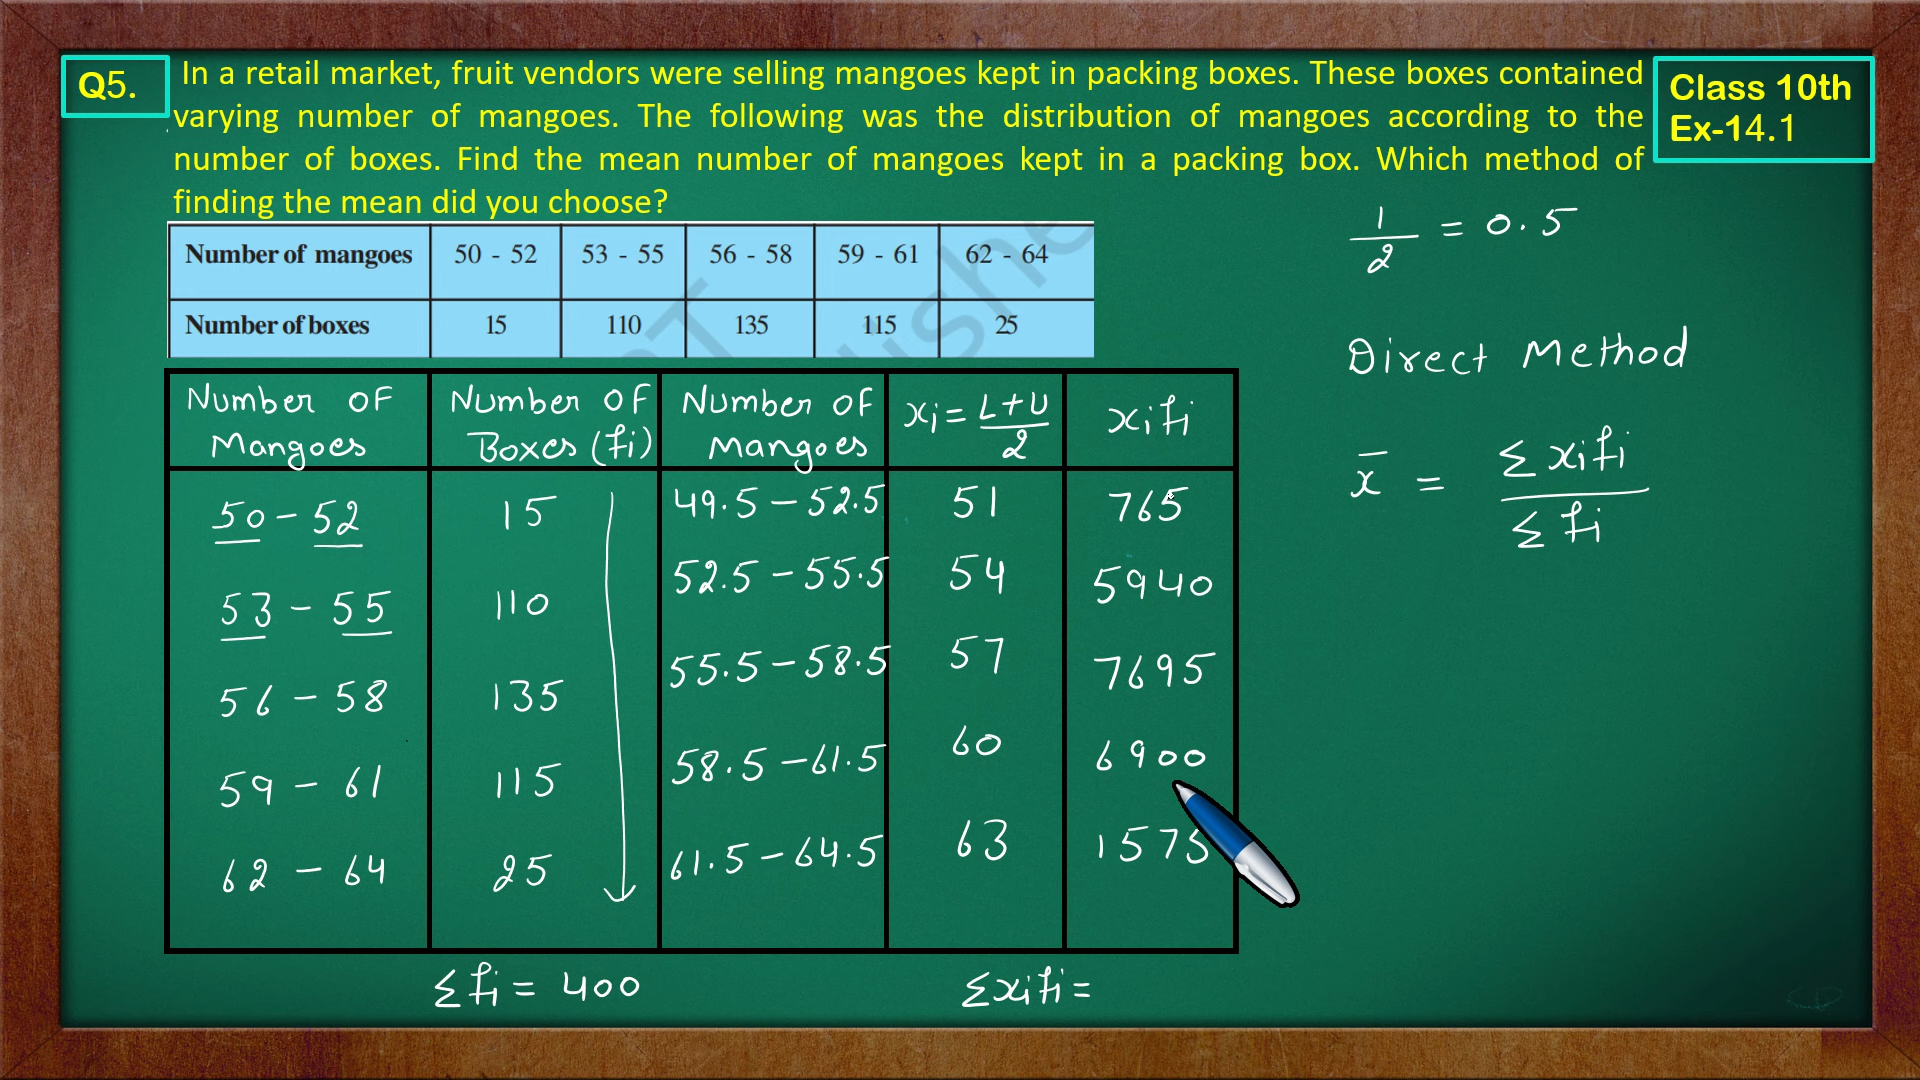 Q5.
In a retail market, fruit vendors were selling mangoes kept in packing boxes. These boxes contained
varying number of mangoes. The following was the distribution of mangoes according to the
number of boxes. Find the mean number of mangoes kept in a packing box. Which method of
finding the mean did you choose?
Class 10th
Ex-14.1
Number of mangoes 50 - 52 53 - 55 56 - 58 59 - 61 62 - 64
Number of boxes 15 110 135 115 25
1/2 = 0.5
Direct Method
x̄ = Σxifi / Σfi
Number of Mangoes | Number of Boxes (fi) | Number of Mangoes | xi = L+U/2 | xifi
50 – 52 | 15 | 49.5 – 52.5 | 51 | 765
53 – 55 | 110 | 52.5 – 55.5 | 54 | 5940
56 – 58 | 135 | 55.5 – 58.5 | 57 | 7695
59 – 61 | 115 | 58.5 – 61.5 | 60 | 6900
62 – 64 | 25 | 61.5 – 64.5 | 63 | 1575
Σfi = 400
Σxifi =